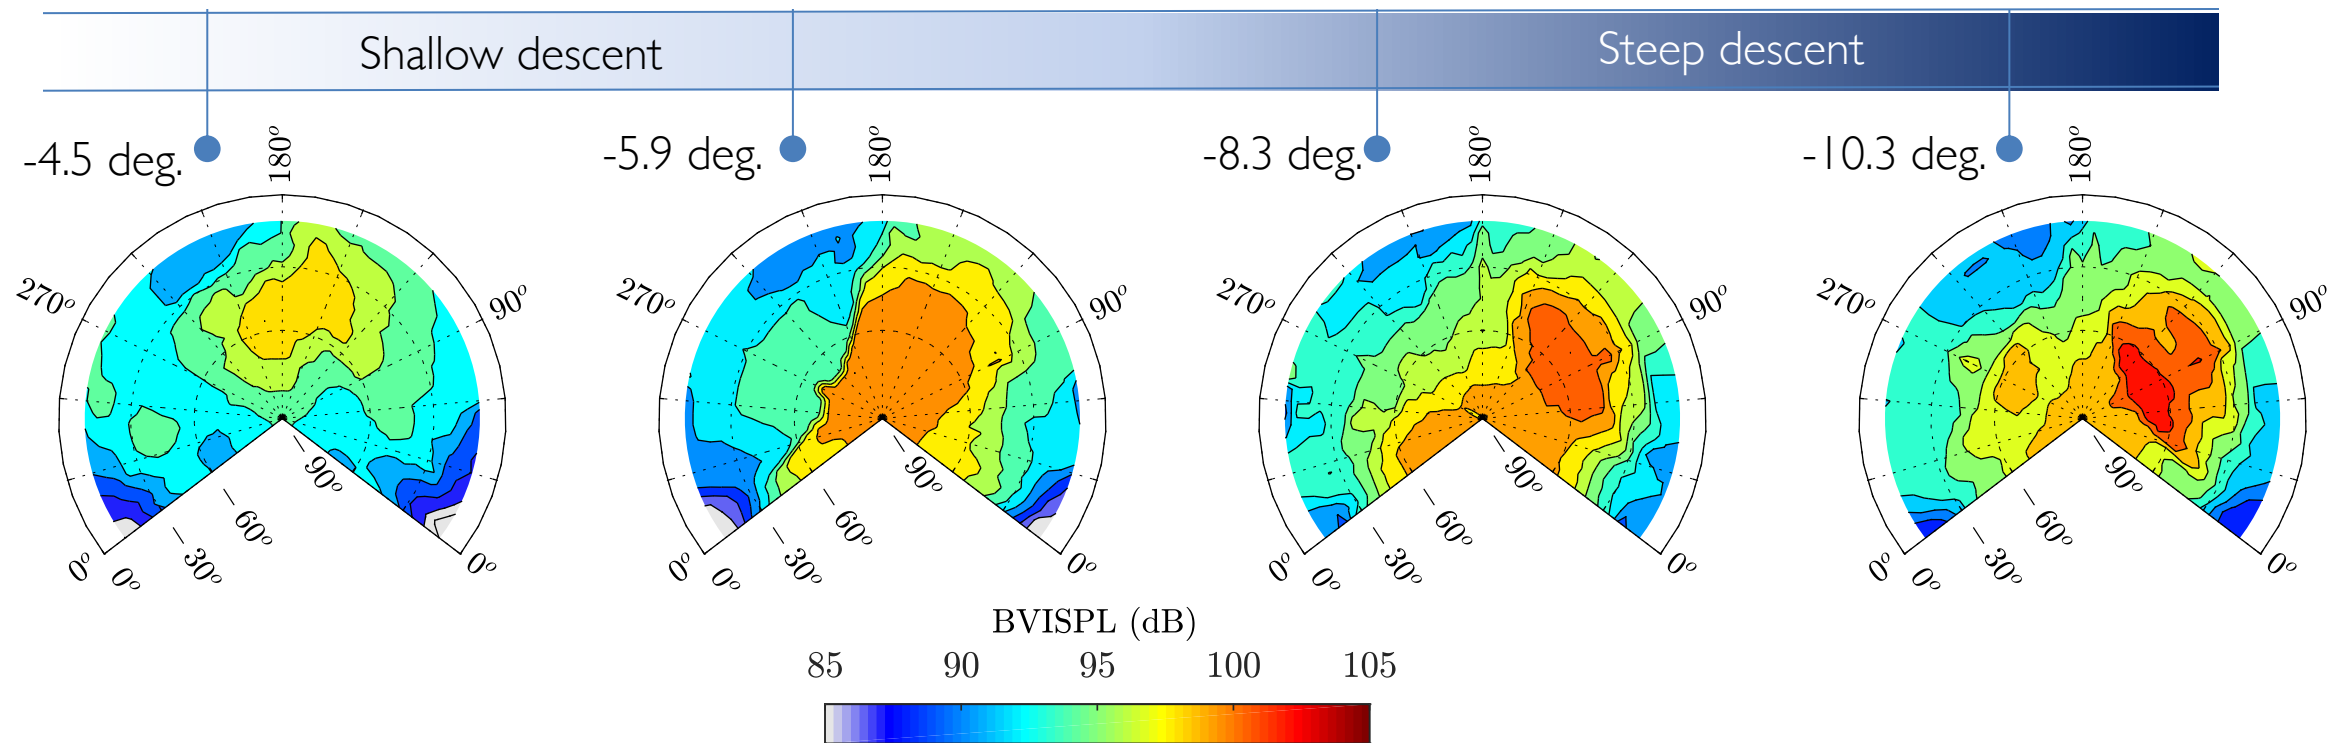 Shallow descent
Steep descent
-4.5 deg.
-5.9 deg.
-8.3 deg.
-10.3 deg.
180° 180° 180° 180°
270° 90° 270° 90° 270° 90° 270° 90°
−90° −90° −90° −90°
−60° −60° −60° −60°
−30° −30° −30° −30°
0° 0° 0° 0° 0° 0° 0° 0° 0° 0° 0° 0°
BVISPL (dB)
85 90 95 100 105